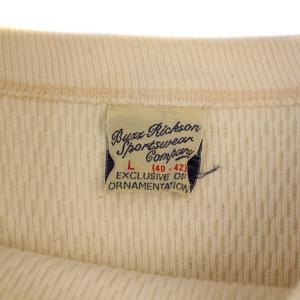 Buzz Rickson
Sportswear
Company
L (40 - 42)
EXCLUSIVE OF
ORNAMENTATION